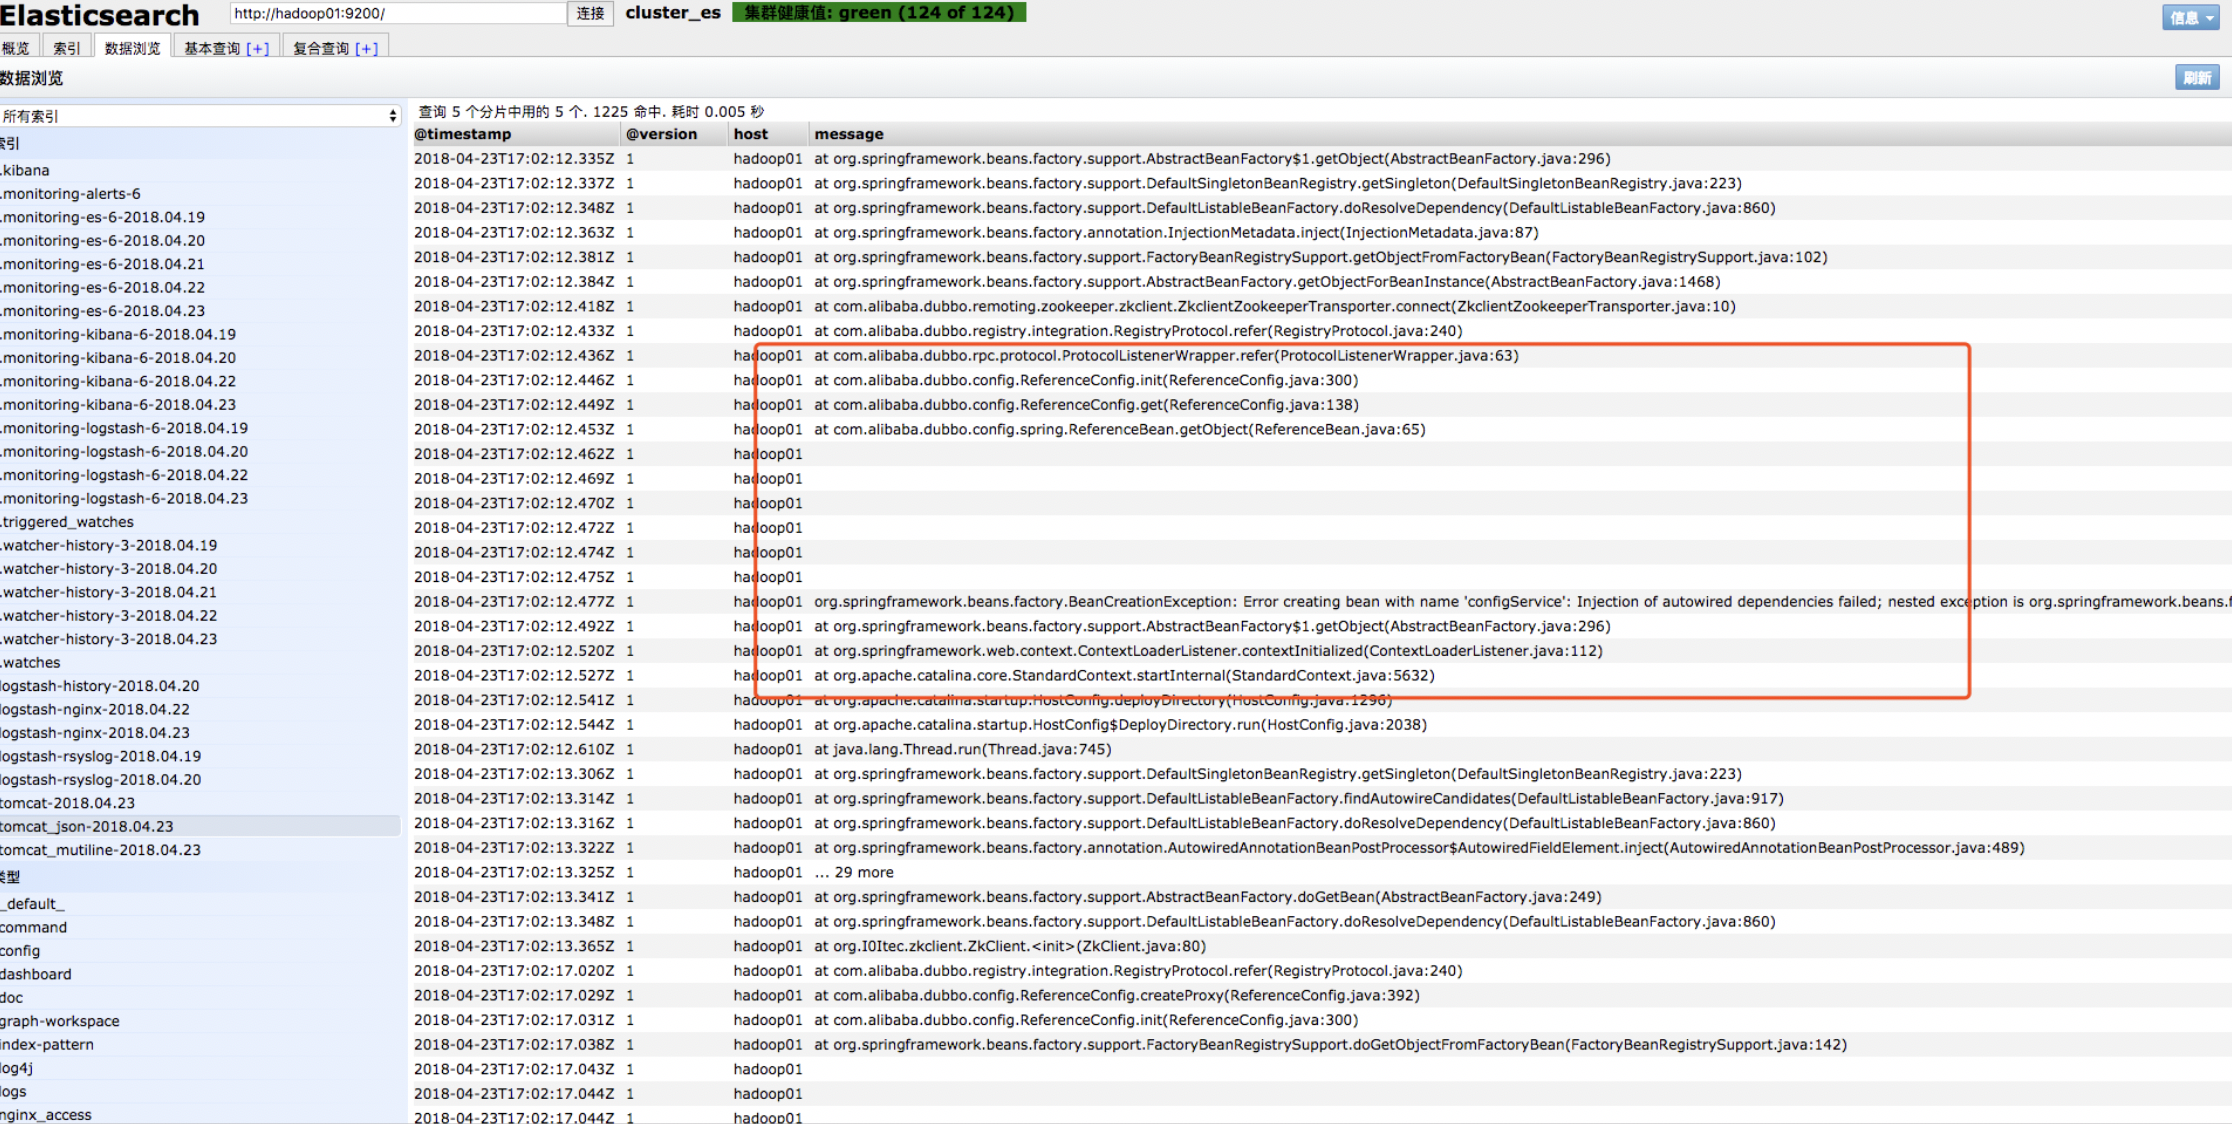 Elasticsearch
http://hadoop01:9200/
连接
cluster_es
集群健康值: green (124 of 124)
信息
概览
索引
数据浏览
基本查询 [+]
复合查询 [+]
数据浏览
刷新
所有索引
索引
.kibana
.monitoring-alerts-6
.monitoring-es-6-2018.04.19
.monitoring-es-6-2018.04.20
.monitoring-es-6-2018.04.21
.monitoring-es-6-2018.04.22
.monitoring-es-6-2018.04.23
.monitoring-kibana-6-2018.04.19
.monitoring-kibana-6-2018.04.20
.monitoring-kibana-6-2018.04.22
.monitoring-kibana-6-2018.04.23
.monitoring-logstash-6-2018.04.19
.monitoring-logstash-6-2018.04.20
.monitoring-logstash-6-2018.04.22
.monitoring-logstash-6-2018.04.23
.triggered_watches
.watcher-history-3-2018.04.19
.watcher-history-3-2018.04.20
.watcher-history-3-2018.04.21
.watcher-history-3-2018.04.22
.watcher-history-3-2018.04.23
.watches
logstash-history-2018.04.20
logstash-nginx-2018.04.22
logstash-nginx-2018.04.23
logstash-rsyslog-2018.04.19
logstash-rsyslog-2018.04.20
tomcat-2018.04.23
tomcat_json-2018.04.23
tomcat_mutiline-2018.04.23
类型
_default_
command
config
dashboard
doc
graph-workspace
index-pattern
log4j
logs
nginx_access
查询 5 个分片中用的 5 个. 1225 命中. 耗时 0.005 秒
@timestamp @version host message
2018-04-23T17:02:12.335Z 1 hadoop01 at org.springframework.beans.factory.support.AbstractBeanFactory$1.getObject(AbstractBeanFactory.java:296)
2018-04-23T17:02:12.337Z 1 hadoop01 at org.springframework.beans.factory.support.DefaultSingletonBeanRegistry.getSingleton(DefaultSingletonBeanRegistry.java:223)
2018-04-23T17:02:12.348Z 1 hadoop01 at org.springframework.beans.factory.support.DefaultListableBeanFactory.doResolveDependency(DefaultListableBeanFactory.java:860)
2018-04-23T17:02:12.363Z 1 hadoop01 at org.springframework.beans.factory.annotation.InjectionMetadata.inject(InjectionMetadata.java:87)
2018-04-23T17:02:12.381Z 1 hadoop01 at org.springframework.beans.factory.support.FactoryBeanRegistrySupport.getObjectFromFactoryBean(FactoryBeanRegistrySupport.java:102)
2018-04-23T17:02:12.384Z 1 hadoop01 at org.springframework.beans.factory.support.AbstractBeanFactory.getObjectForBeanInstance(AbstractBeanFactory.java:1468)
2018-04-23T17:02:12.418Z 1 hadoop01 at com.alibaba.dubbo.remoting.zookeeper.zkclient.ZkclientZookeeperTransporter.connect(ZkclientZookeeperTransporter.java:10)
2018-04-23T17:02:12.433Z 1 hadoop01 at com.alibaba.dubbo.registry.integration.RegistryProtocol.refer(RegistryProtocol.java:240)
2018-04-23T17:02:12.436Z 1 hadoop01 at com.alibaba.dubbo.rpc.protocol.ProtocolListenerWrapper.refer(ProtocolListenerWrapper.java:63)
2018-04-23T17:02:12.446Z 1 hadoop01 at com.alibaba.dubbo.config.ReferenceConfig.init(ReferenceConfig.java:300)
2018-04-23T17:02:12.449Z 1 hadoop01 at com.alibaba.dubbo.config.ReferenceConfig.get(ReferenceConfig.java:138)
2018-04-23T17:02:12.453Z 1 hadoop01 at com.alibaba.dubbo.config.spring.ReferenceBean.getObject(ReferenceBean.java:65)
2018-04-23T17:02:12.462Z 1 hadoop01
2018-04-23T17:02:12.469Z 1 hadoop01
2018-04-23T17:02:12.470Z 1 hadoop01
2018-04-23T17:02:12.472Z 1 hadoop01
2018-04-23T17:02:12.474Z 1 hadoop01
2018-04-23T17:02:12.475Z 1 hadoop01
2018-04-23T17:02:12.477Z 1 hadoop01 org.springframework.beans.factory.BeanCreationException: Error creating bean with name 'configService': Injection of autowired dependencies failed; nested exception is org.springframework.beans.f
2018-04-23T17:02:12.492Z 1 hadoop01 at org.springframework.beans.factory.support.AbstractBeanFactory$1.getObject(AbstractBeanFactory.java:296)
2018-04-23T17:02:12.520Z 1 hadoop01 at org.springframework.web.context.ContextLoaderListener.contextInitialized(ContextLoaderListener.java:112)
2018-04-23T17:02:12.527Z 1 hadoop01 at org.apache.catalina.core.StandardContext.startInternal(StandardContext.java:5632)
2018-04-23T17:02:12.541Z 1 hadoop01 at org.apache.catalina.startup.HostConfig.deployDirectory(HostConfig.java:1296)
2018-04-23T17:02:12.544Z 1 hadoop01 at org.apache.catalina.startup.HostConfig$DeployDirectory.run(HostConfig.java:2038)
2018-04-23T17:02:12.610Z 1 hadoop01 at java.lang.Thread.run(Thread.java:745)
2018-04-23T17:02:13.306Z 1 hadoop01 at org.springframework.beans.factory.support.DefaultSingletonBeanRegistry.getSingleton(DefaultSingletonBeanRegistry.java:223)
2018-04-23T17:02:13.314Z 1 hadoop01 at org.springframework.beans.factory.support.DefaultListableBeanFactory.findAutowireCandidates(DefaultListableBeanFactory.java:917)
2018-04-23T17:02:13.316Z 1 hadoop01 at org.springframework.beans.factory.support.DefaultListableBeanFactory.doResolveDependency(DefaultListableBeanFactory.java:860)
2018-04-23T17:02:13.322Z 1 hadoop01 at org.springframework.beans.factory.annotation.AutowiredAnnotationBeanPostProcessor$AutowiredFieldElement.inject(AutowiredAnnotationBeanPostProcessor.java:489)
2018-04-23T17:02:13.325Z 1 hadoop01 ... 29 more
2018-04-23T17:02:13.341Z 1 hadoop01 at org.springframework.beans.factory.support.AbstractBeanFactory.doGetBean(AbstractBeanFactory.java:249)
2018-04-23T17:02:13.348Z 1 hadoop01 at org.springframework.beans.factory.support.DefaultListableBeanFactory.doResolveDependency(DefaultListableBeanFactory.java:860)
2018-04-23T17:02:13.365Z 1 hadoop01 at org.I0Itec.zkclient.ZkClient.<init>(ZkClient.java:80)
2018-04-23T17:02:17.020Z 1 hadoop01 at com.alibaba.dubbo.registry.integration.RegistryProtocol.refer(RegistryProtocol.java:240)
2018-04-23T17:02:17.029Z 1 hadoop01 at com.alibaba.dubbo.config.ReferenceConfig.createProxy(ReferenceConfig.java:392)
2018-04-23T17:02:17.031Z 1 hadoop01 at com.alibaba.dubbo.config.ReferenceConfig.init(ReferenceConfig.java:300)
2018-04-23T17:02:17.038Z 1 hadoop01 at org.springframework.beans.factory.support.FactoryBeanRegistrySupport.doGetObjectFromFactoryBean(FactoryBeanRegistrySupport.java:142)
2018-04-23T17:02:17.043Z 1 hadoop01
2018-04-23T17:02:17.044Z 1 hadoop01
2018-04-23T17:02:17.044Z 1 hadoop01